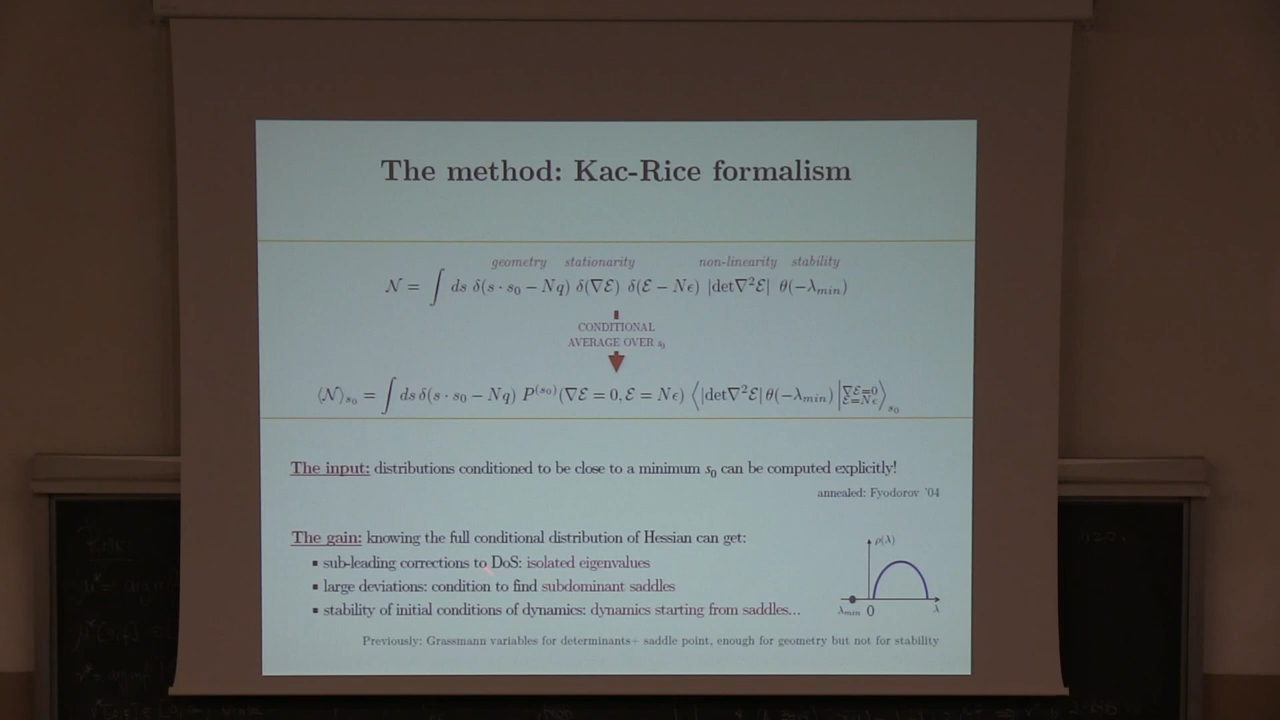 The method: Kac-Rice formalism
geometry stationarity non-linearity stability
𝒩 = ∫ ds δ(s · s₀ − Nq) δ(∇ℰ) δ(ℰ − Nϵ) |det∇²ℰ| θ(−λ_min)
CONDITIONAL
AVERAGE OVER s₀
⟨𝒩⟩_{s₀} = ∫ ds δ(s · s₀ − Nq) P^{(s₀)}(∇ℰ = 0, ℰ = Nϵ) ⟨|det∇²ℰ| θ(−λ_min) |_{∇ℰ=0, ℰ=Nϵ}⟩_{s₀}
The input: distributions conditioned to be close to a minimum s₀ can be computed explicitly!
annealed: Fyodorov '04
The gain: knowing the full conditional distribution of Hessian can get:
▪ sub-leading corrections to DoS: isolated eigenvalues
▪ large deviations: condition to find subdominant saddles
▪ stability of initial conditions of dynamics: dynamics starting from saddles...
ρ(λ)
λ_min 0 λ
Previously: Grassmann variables for determinants+ saddle point, enough for geometry but not for stability